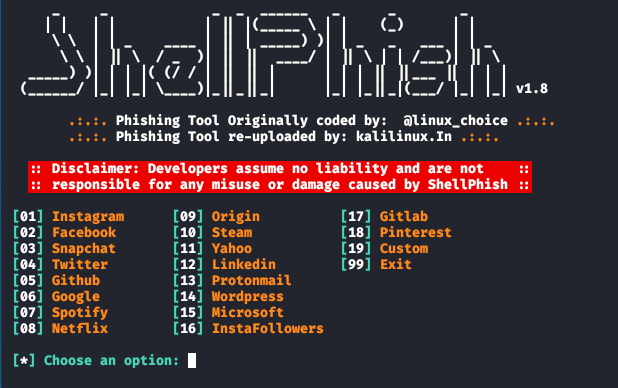 ShellPhish v1.8
.:.:. Phishing Tool Originally coded by: @linux_choice .:.:.
.:.:. Phishing Tool re-uploaded by: kalilinux.In .:.:.
:: Disclaimer: Developers assume no liability and are not ::
:: responsible for any misuse or damage caused by ShellPhish ::
[01] Instagram [09] Origin [17] Gitlab
[02] Facebook [10] Steam [18] Pinterest
[03] Snapchat [11] Yahoo [19] Custom
[04] Twitter [12] Linkedin [99] Exit
[05] Github [13] Protonmail
[06] Google [14] Wordpress
[07] Spotify [15] Microsoft
[08] Netflix [16] InstaFollowers
[*] Choose an option: